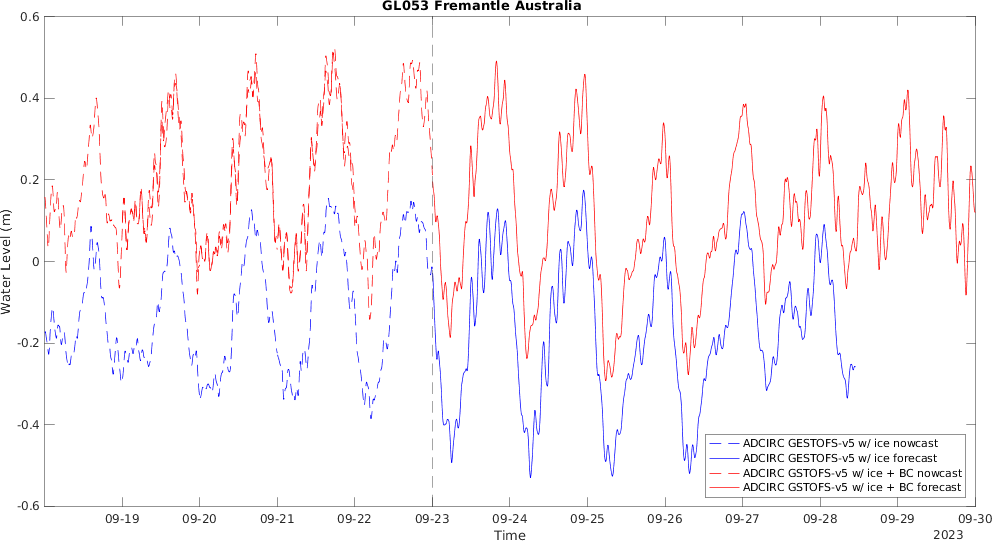 GL053 Fremantle Australia
0.6
0.4
0.2
0
-0.2
-0.4
-0.6
Water Level (m)
09-19 09-20 09-21 09-22 09-23 09-24 09-25 09-26 09-27 09-28 09-29 09-30
Time
2023
ADCIRC GESTOFS-v5 w/ ice nowcast
ADCIRC GESTOFS-v5 w/ ice forecast
ADCIRC GSTOFS-v5 w/ ice + BC nowcast
ADCIRC GSTOFS-v5 w/ ice + BC forecast